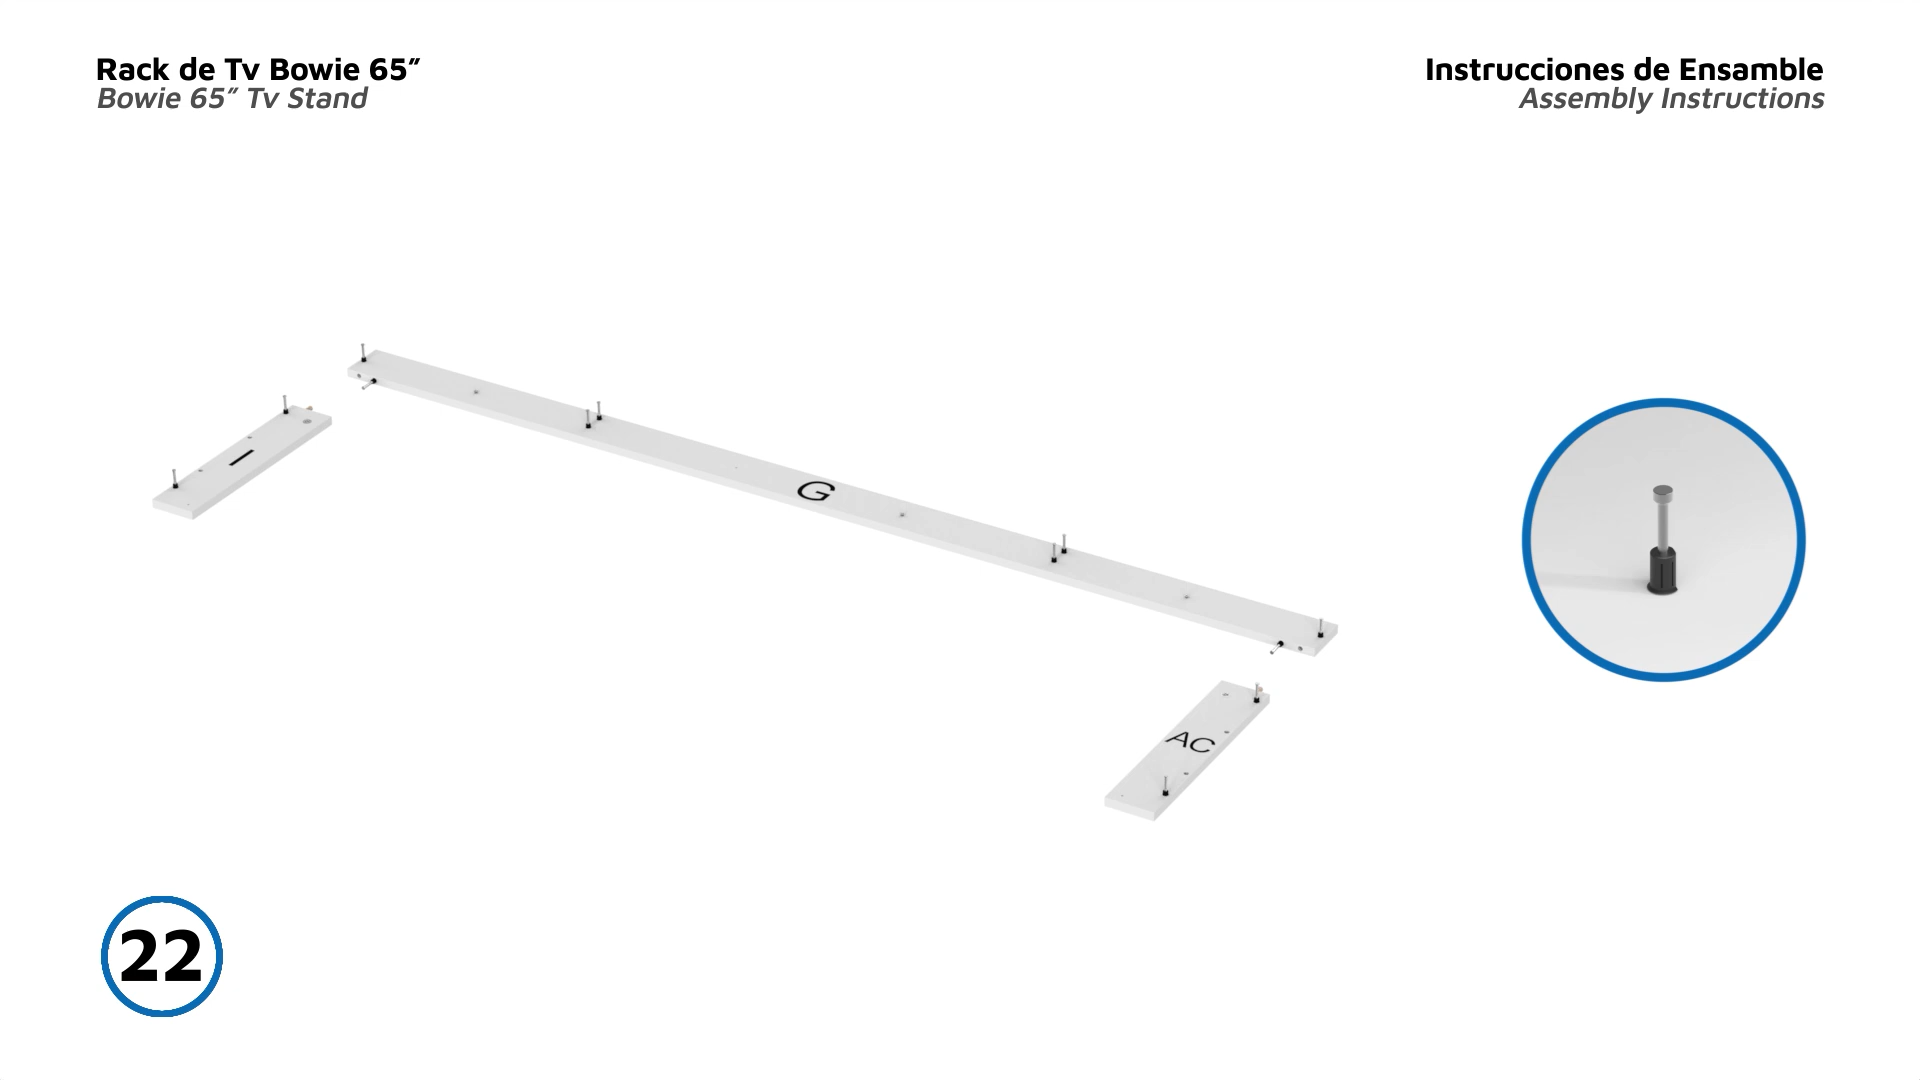 Rack de Tv Bowie 65”
Bowie 65” Tv Stand
Instrucciones de Ensamble
Assembly Instructions
I
G
AC
22